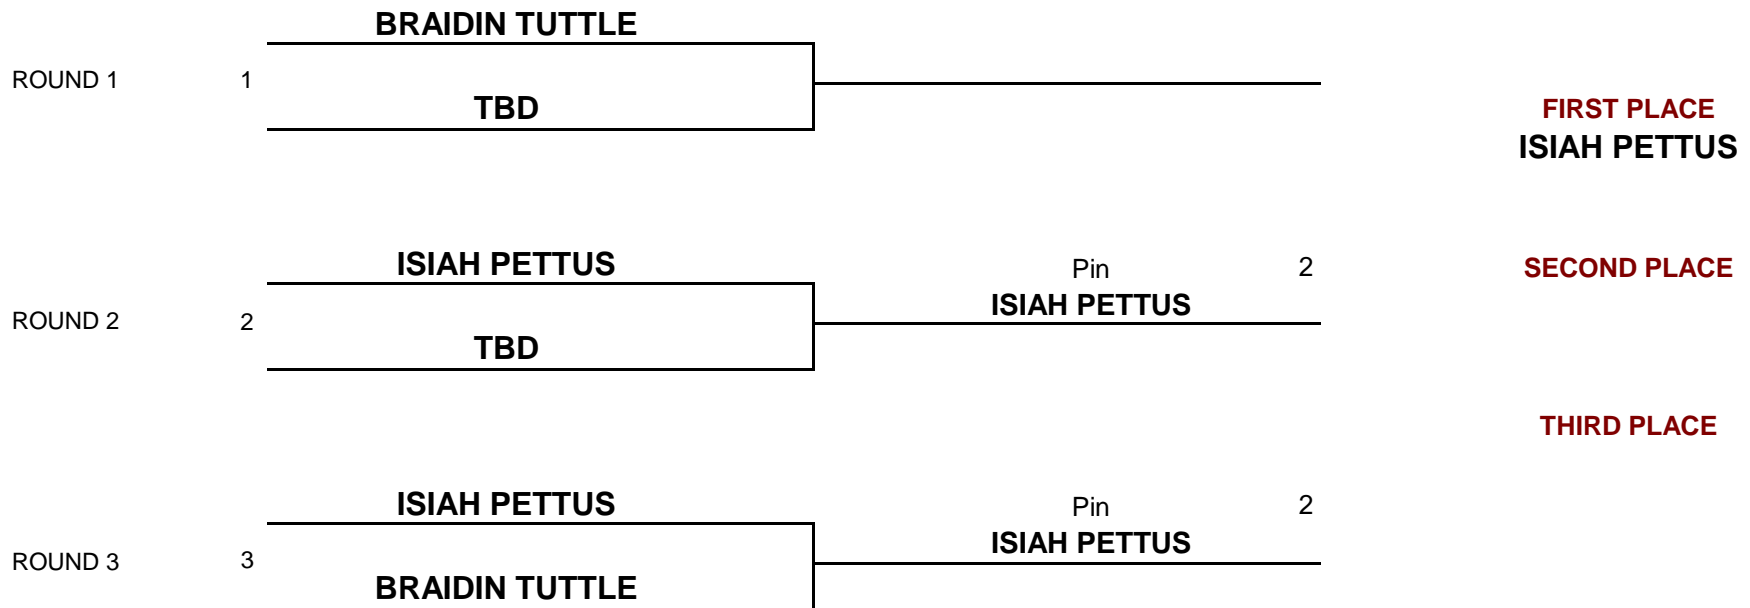 BRAIDIN TUTTLE
ROUND 1 1
TBD
FIRST PLACE
ISIAH PETTUS
ISIAH PETTUS
Pin 2
SECOND PLACE
ISIAH PETTUS
ROUND 2 2
TBD
THIRD PLACE
ISIAH PETTUS
Pin 2
ISIAH PETTUS
ROUND 3 3
BRAIDIN TUTTLE